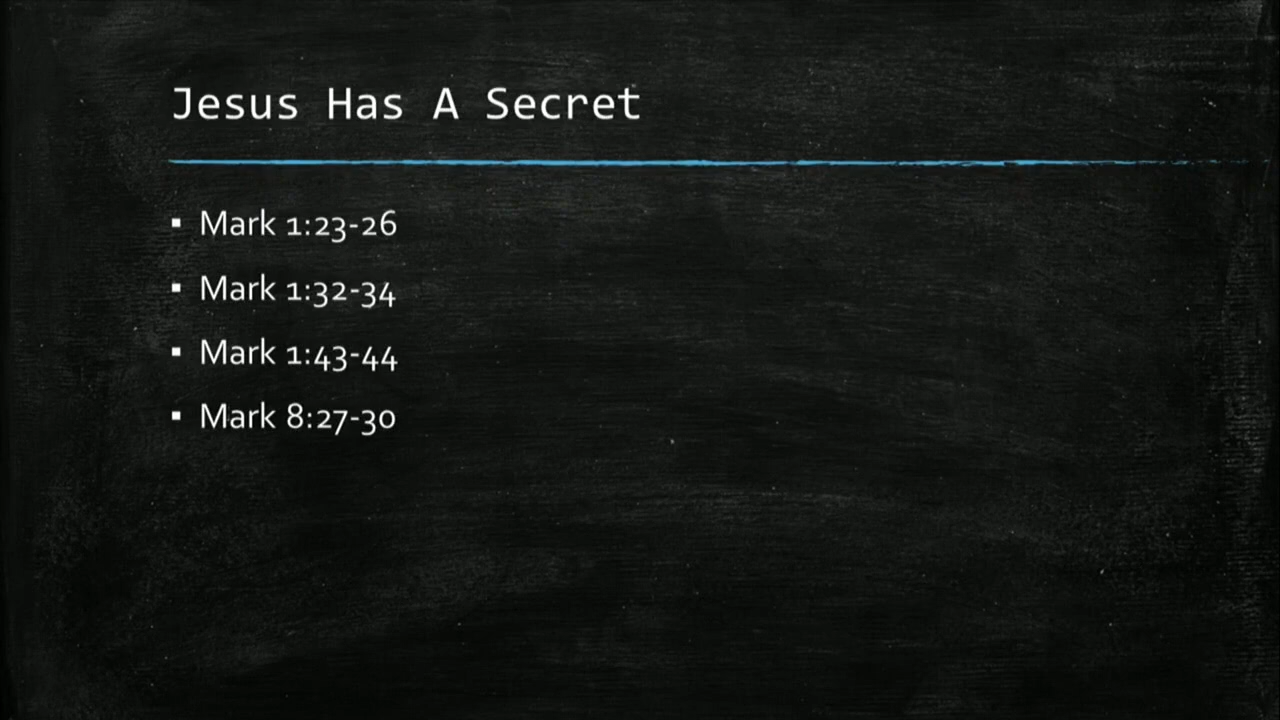 Jesus Has A Secret
▪ Mark 1:23-26
▪ Mark 1:32-34
▪ Mark 1:43-44
▪ Mark 8:27-30